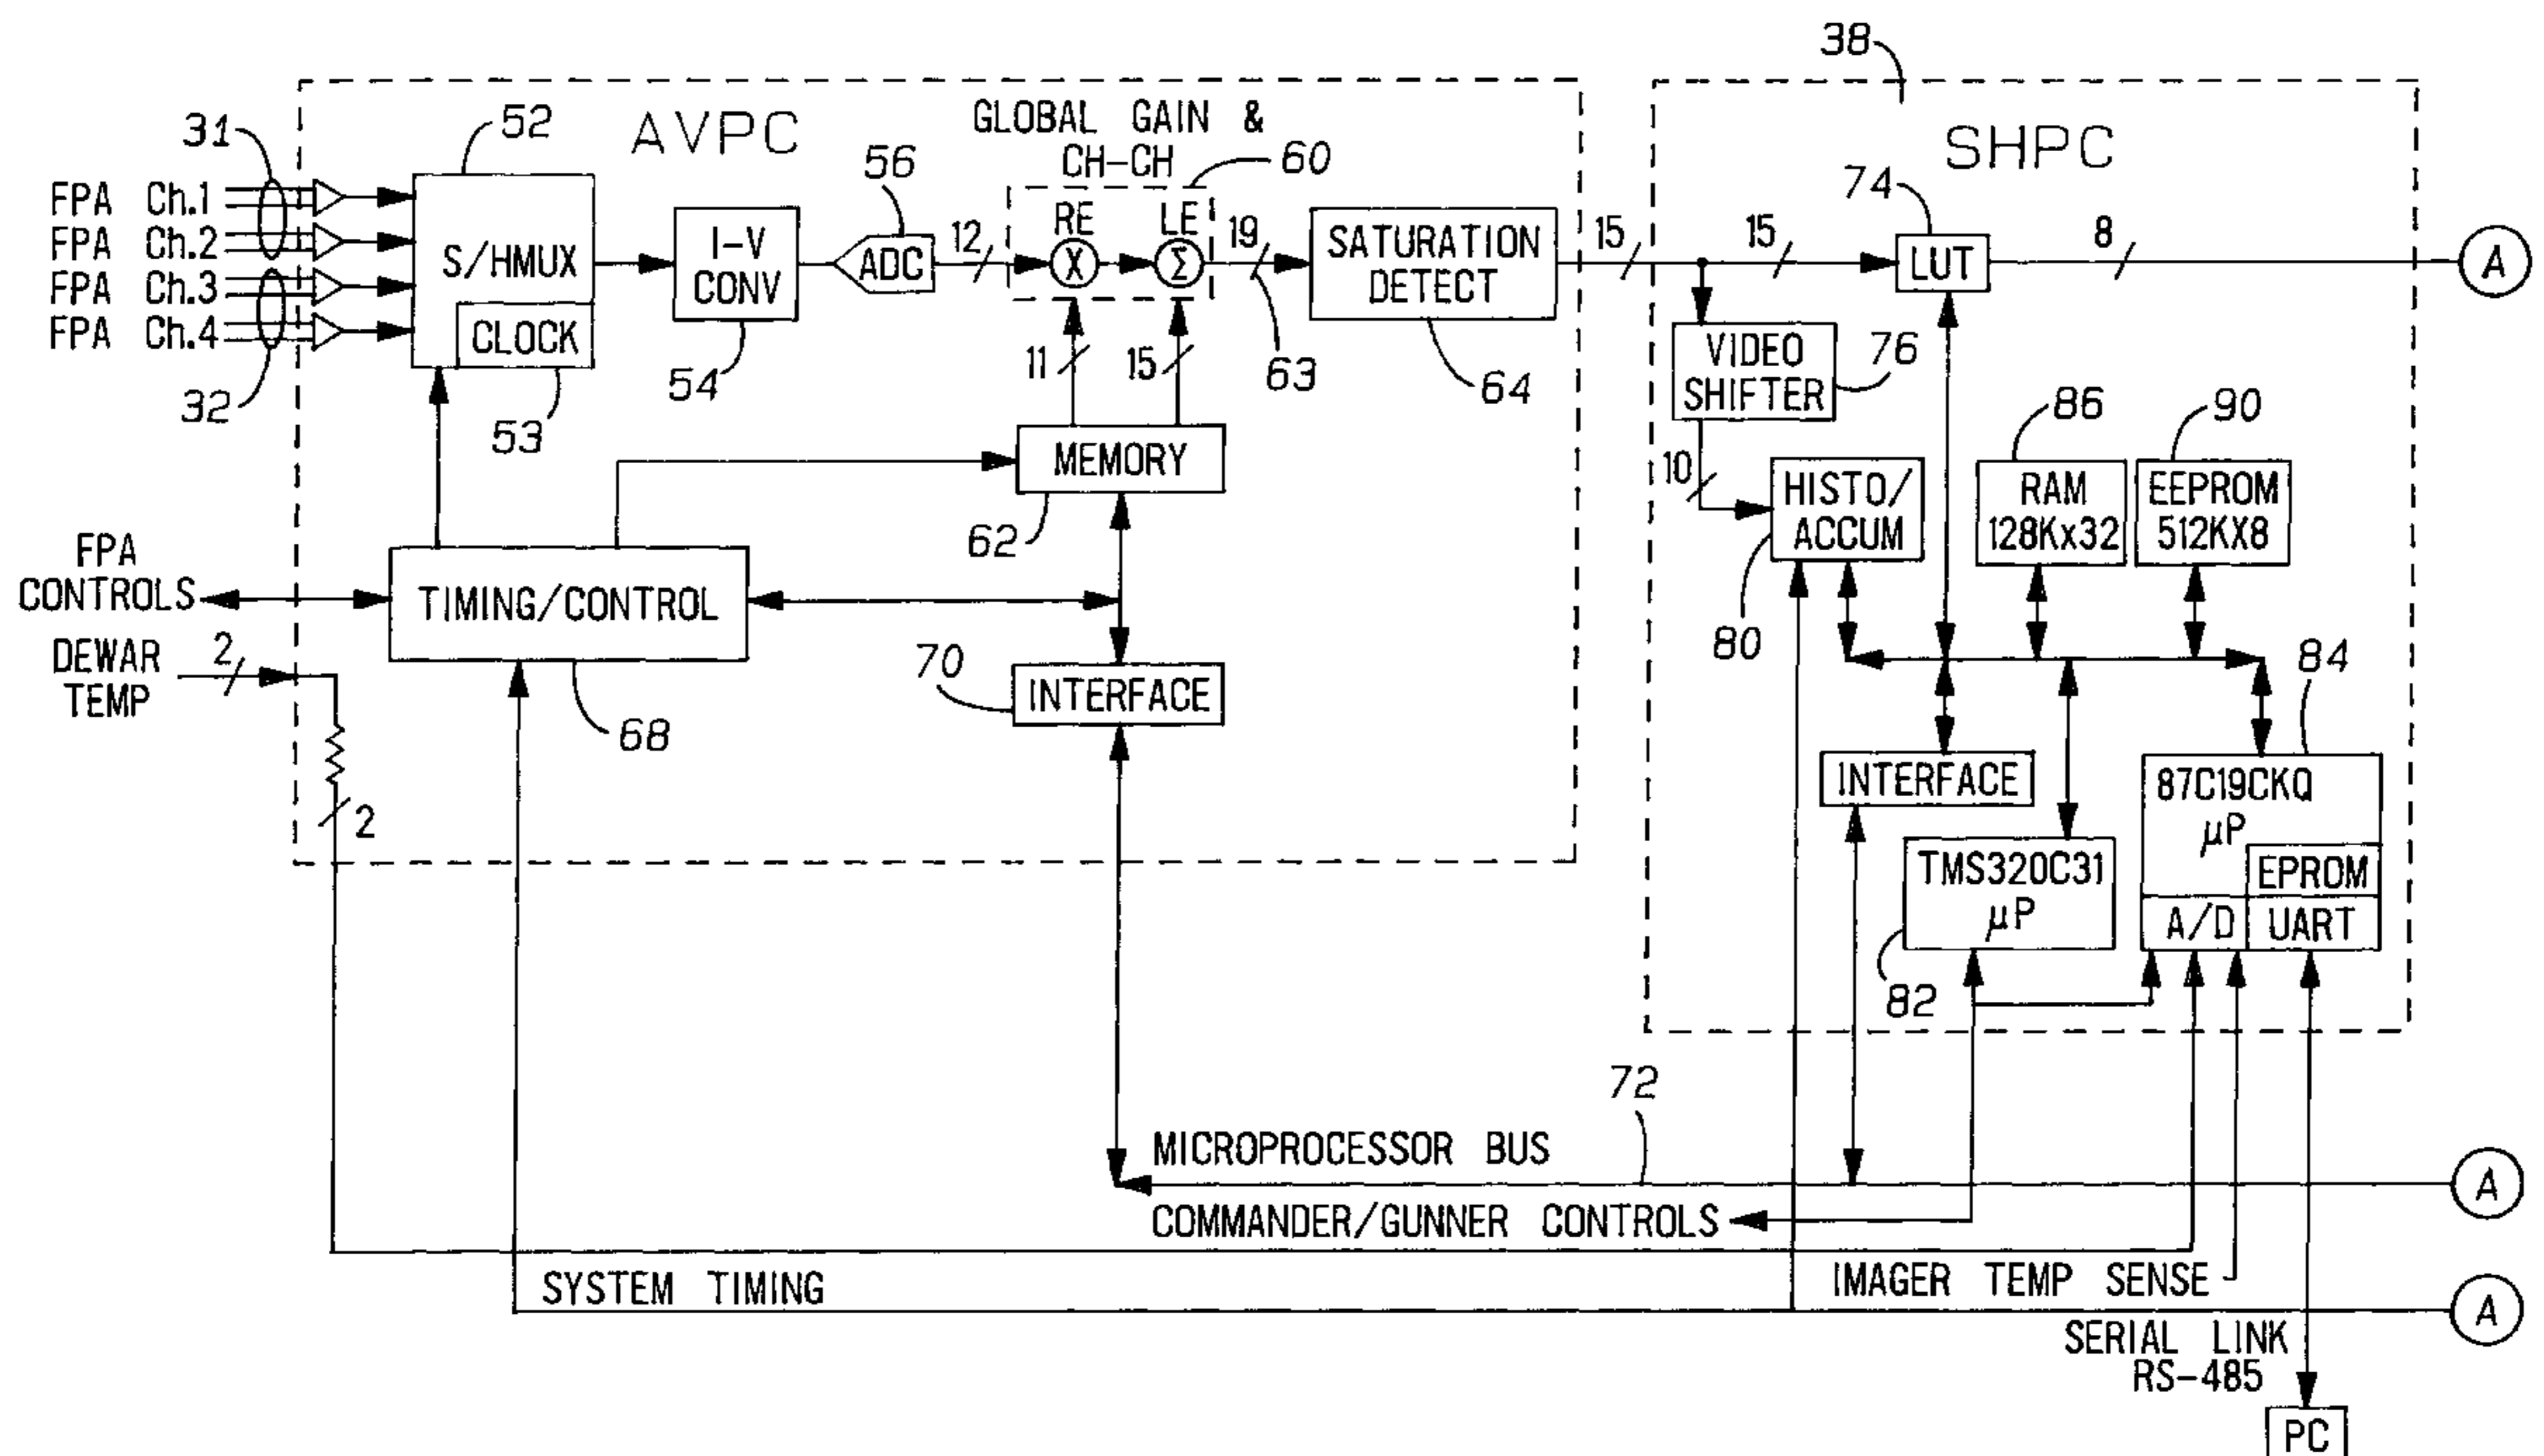 38
31
52
AVPC
GLOBAL GAIN &
CH-CH
60
SHPC
56
74
FPA Ch.1
FPA Ch.2
FPA Ch.3
FPA Ch.4
S/HMUX
CLOCK
I-V
CONV
ADC
12
RE
X
LE
Σ
19
SATURATION
DETECT
15
15
LUT
8
A
32
53
54
11
15
63
64
VIDEO
SHIFTER
76
86
90
MEMORY
62
10
HISTO/
ACCUM
80
RAM
128Kx32
EEPROM
512KX8
FPA
CONTROLS
TIMING/CONTROL
68
DEWAR
TEMP
2
2
70
INTERFACE
84
INTERFACE
87C19CKQ
µP
EPROM
A/D
UART
TMS320C31
µP
82
72
MICROPROCESSOR BUS
A
COMMANDER/GUNNER CONTROLS
SYSTEM TIMING
IMAGER TEMP SENSE
A
SERIAL LINK
RS-485
PC